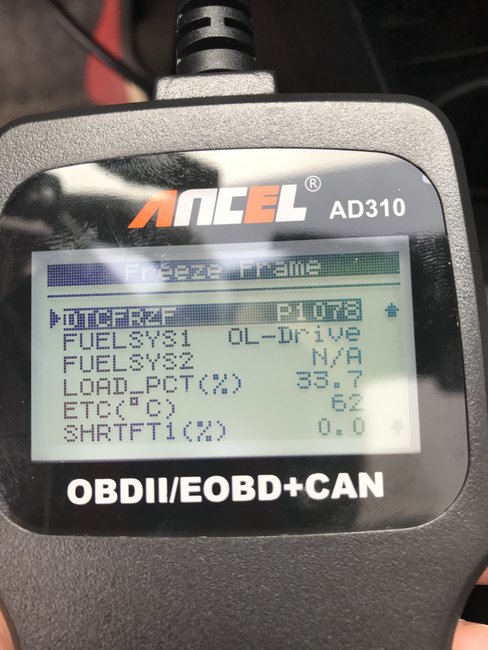 ANCEL® AD310
Freeze Frame
DTCFRZF P1078
FUELSYS1 OL-Drive
FUELSYS2 N/A
LOAD_PCT(%) 33.7
ETC(°C) 62
SHRTFT1(%) 0.0
OBDII/EOBD+CAN